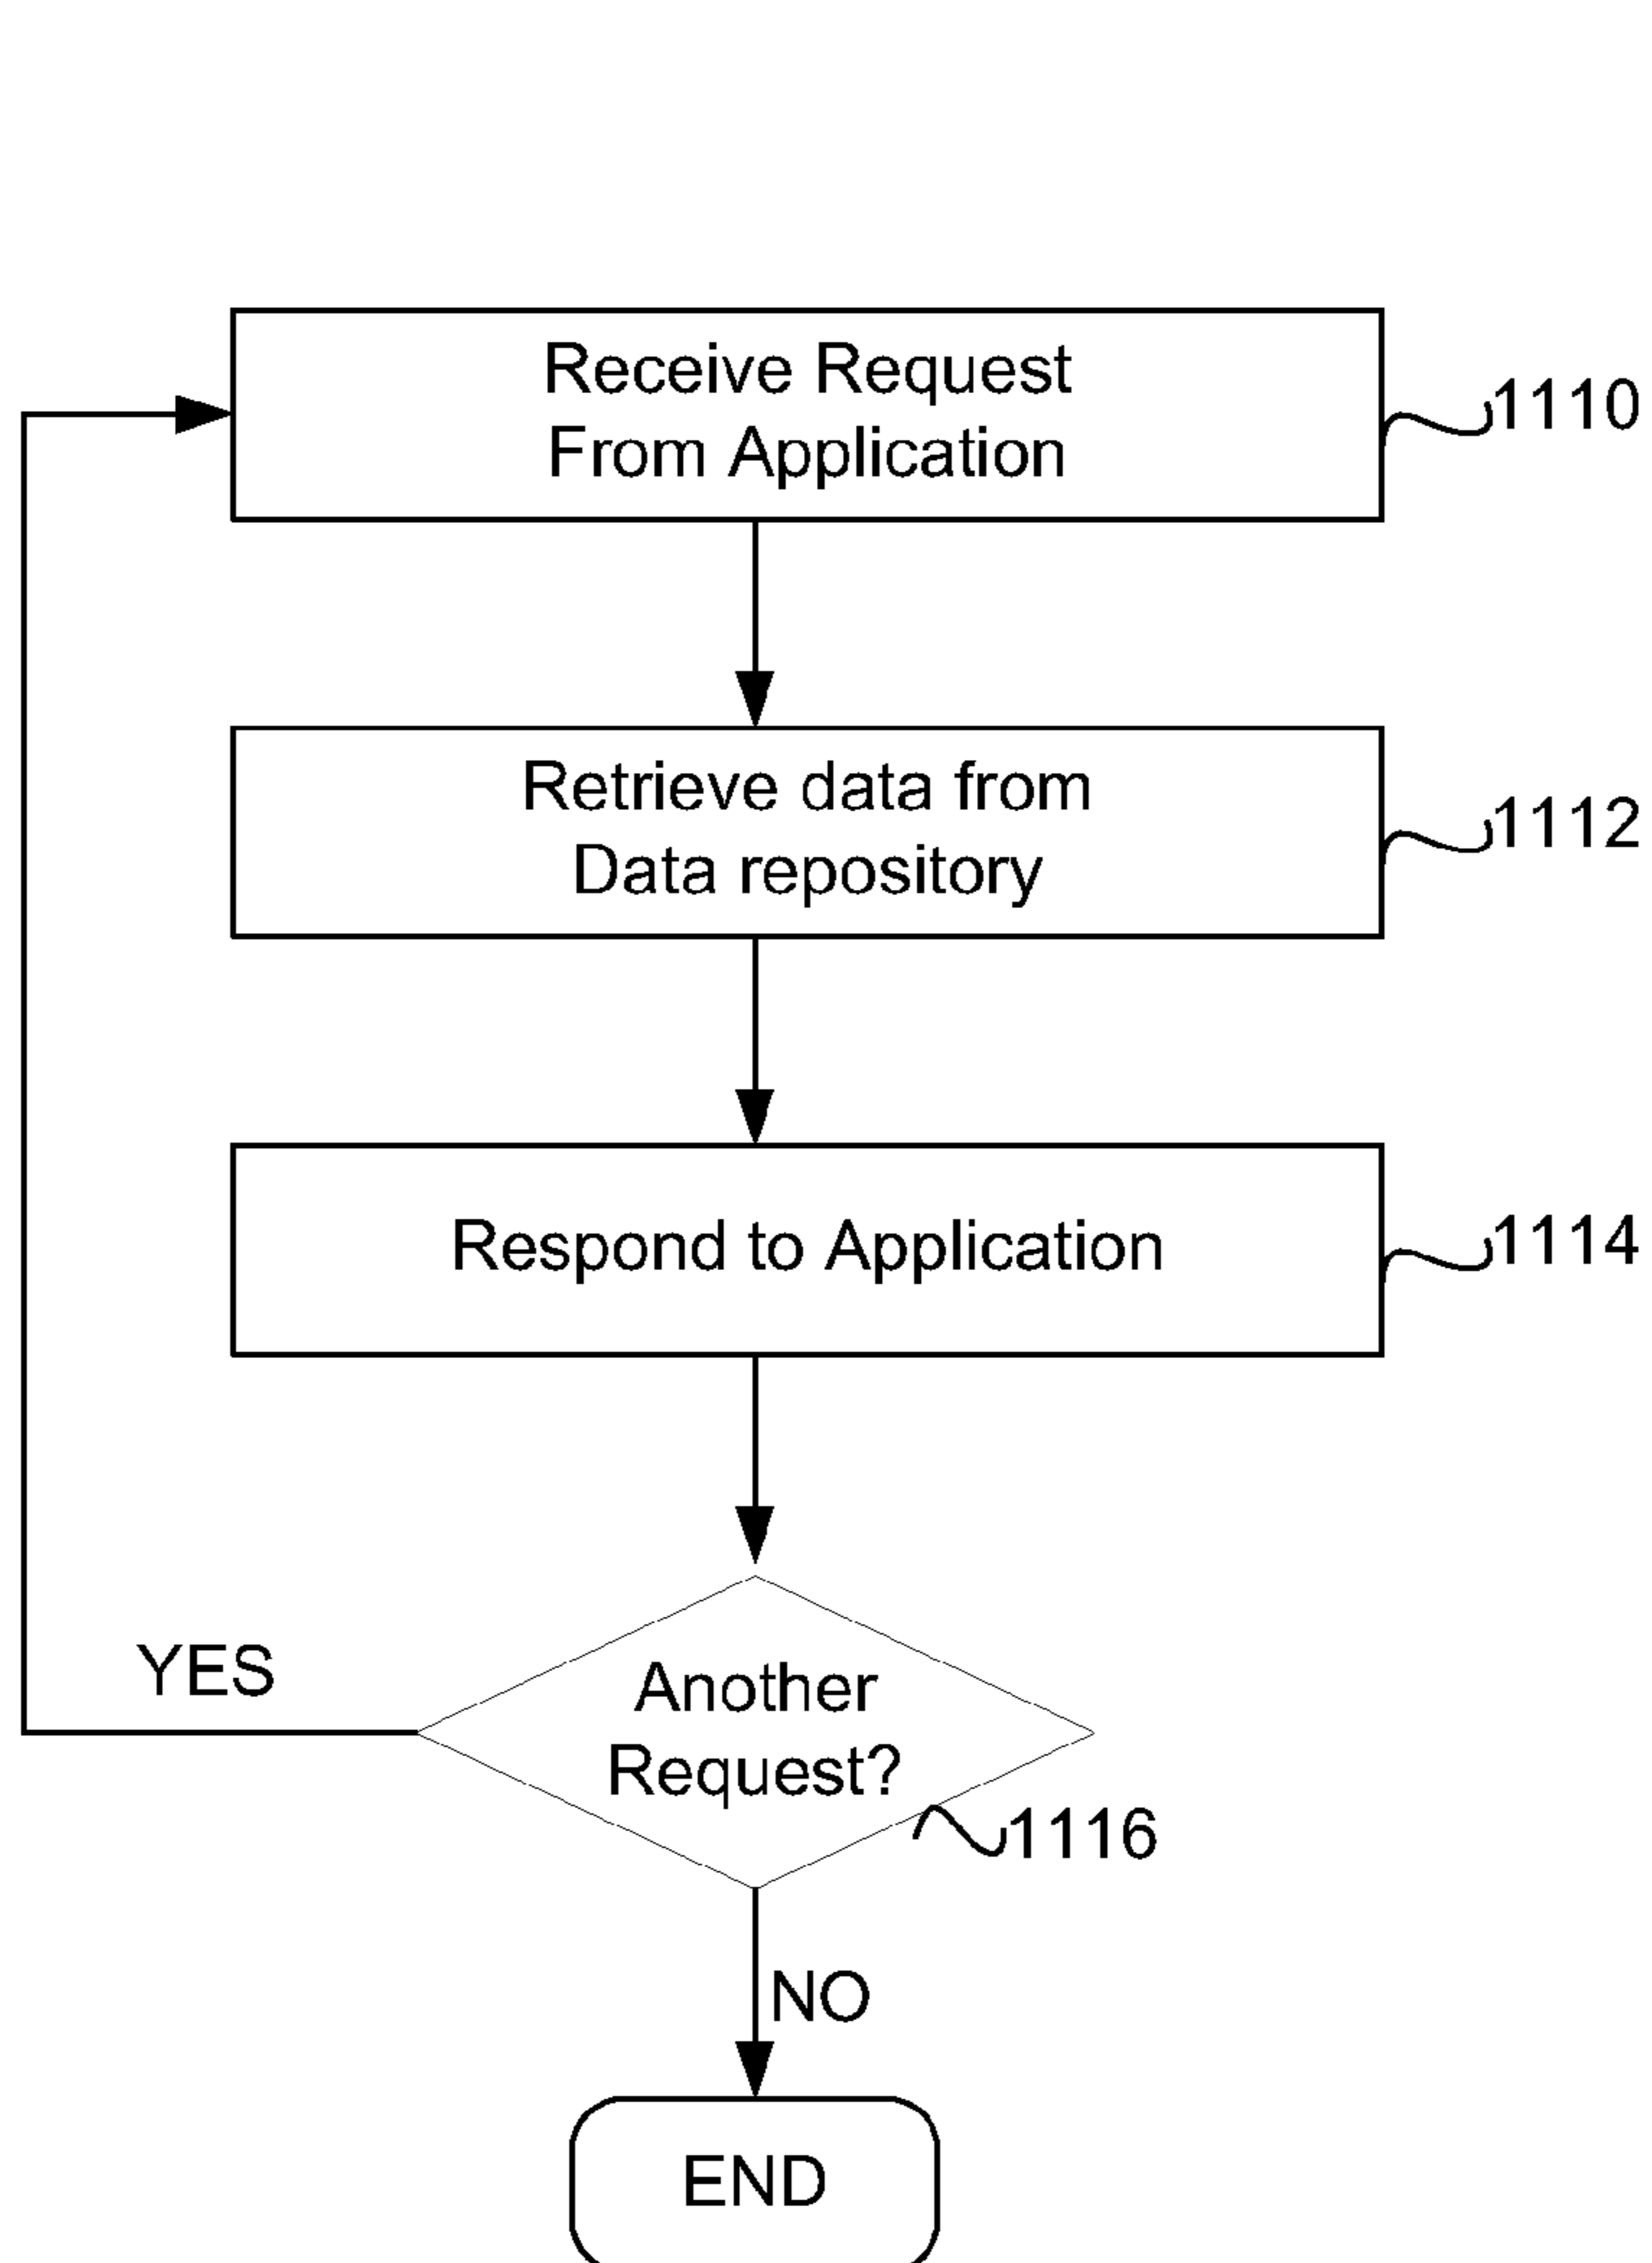 Receive Request
From Application
1110
Retrieve data from
Data repository
1112
Respond to Application
1114
YES
Another
Request?
1116
NO
END